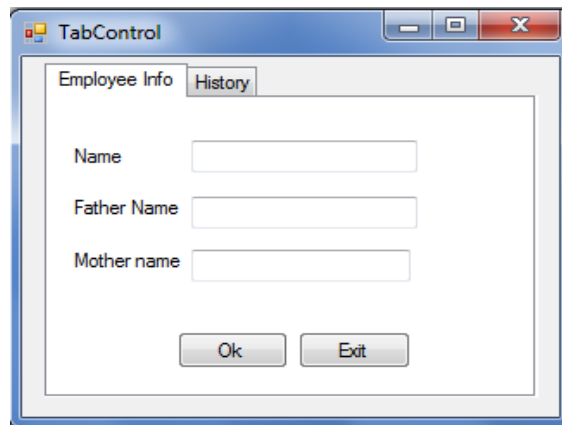 TabControl
Employee Info History
Name
Father Name
Mother name
Ok Exit